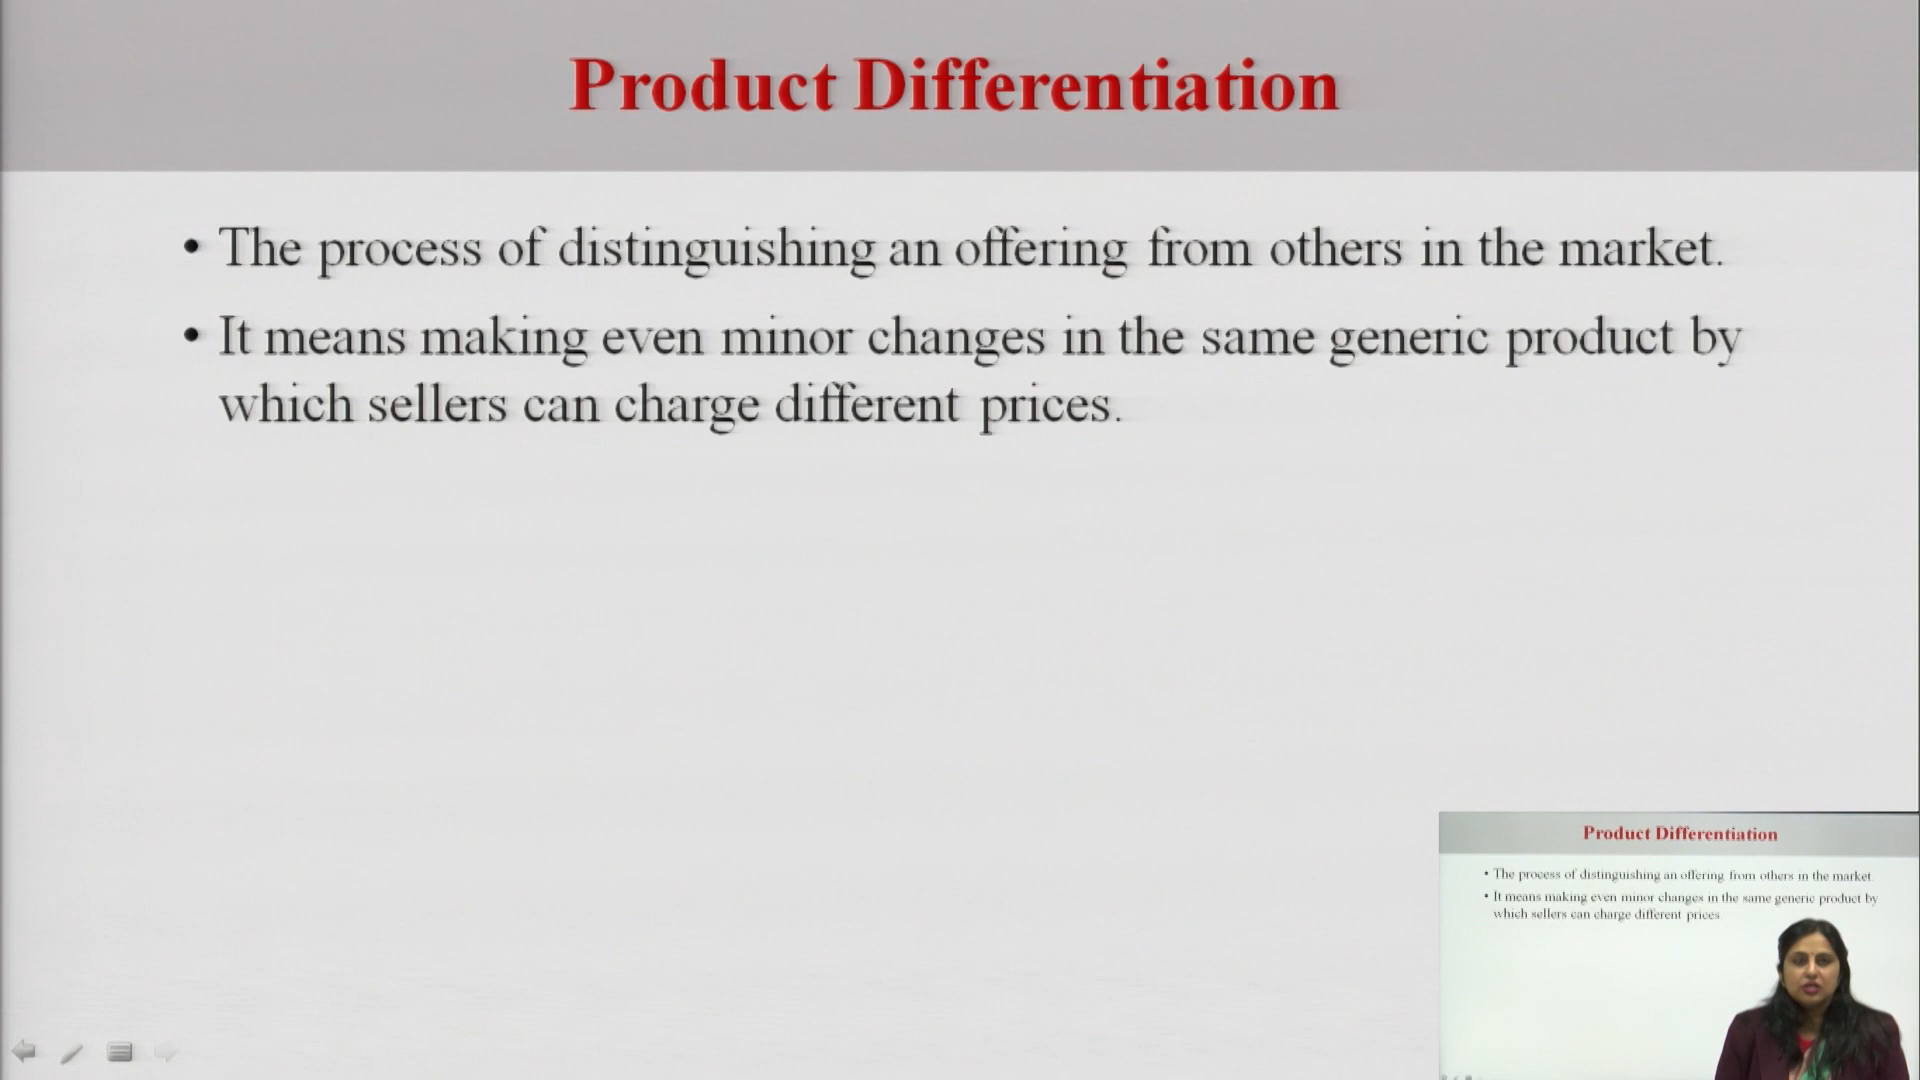 Product Differentiation
• The process of distinguishing an offering from others in the market.
• It means making even minor changes in the same generic product by
which sellers can charge different prices.
Product Differentiation
• The process of distinguishing an offering from others in the market.
• It means making even minor changes in the same generic product by
which sellers can charge different prices